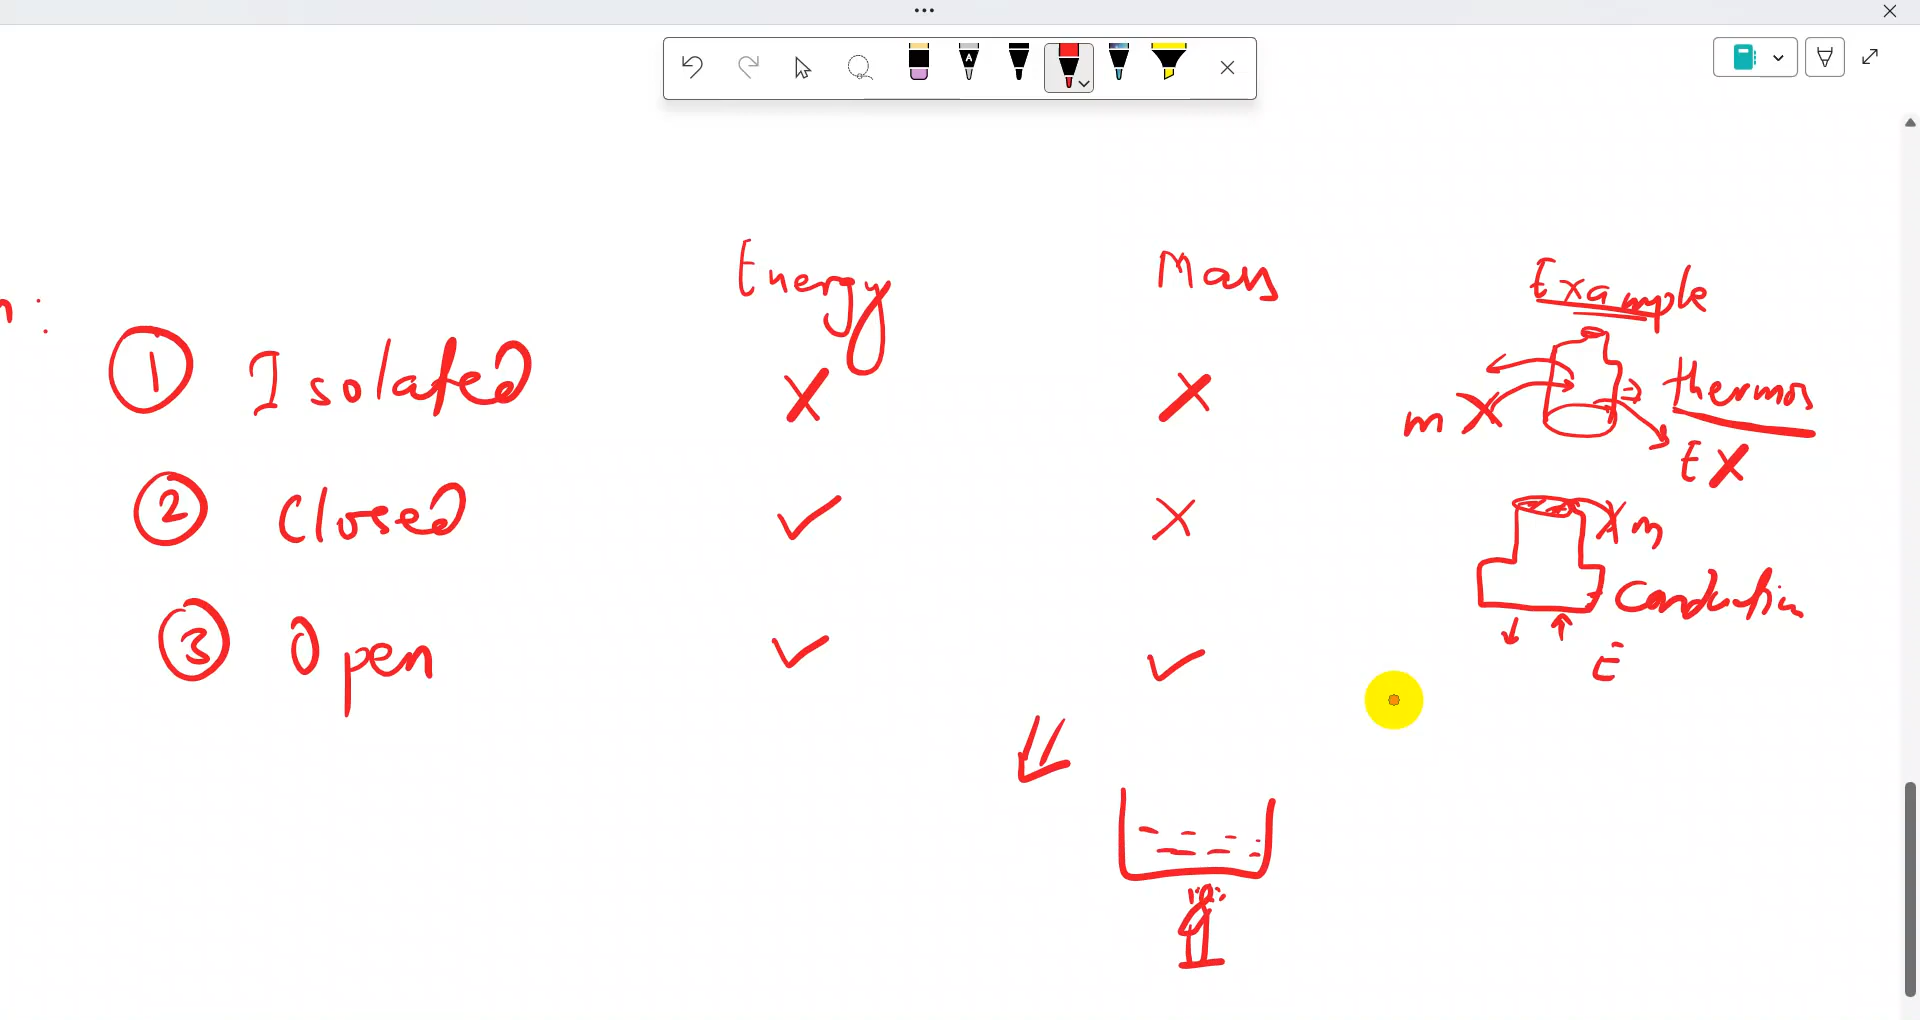 Energy Mass Example
① Isolated X X
m X thermos
E X
② Closed ✓ X
X m
Conduction
③ Open ✓ ✓
E